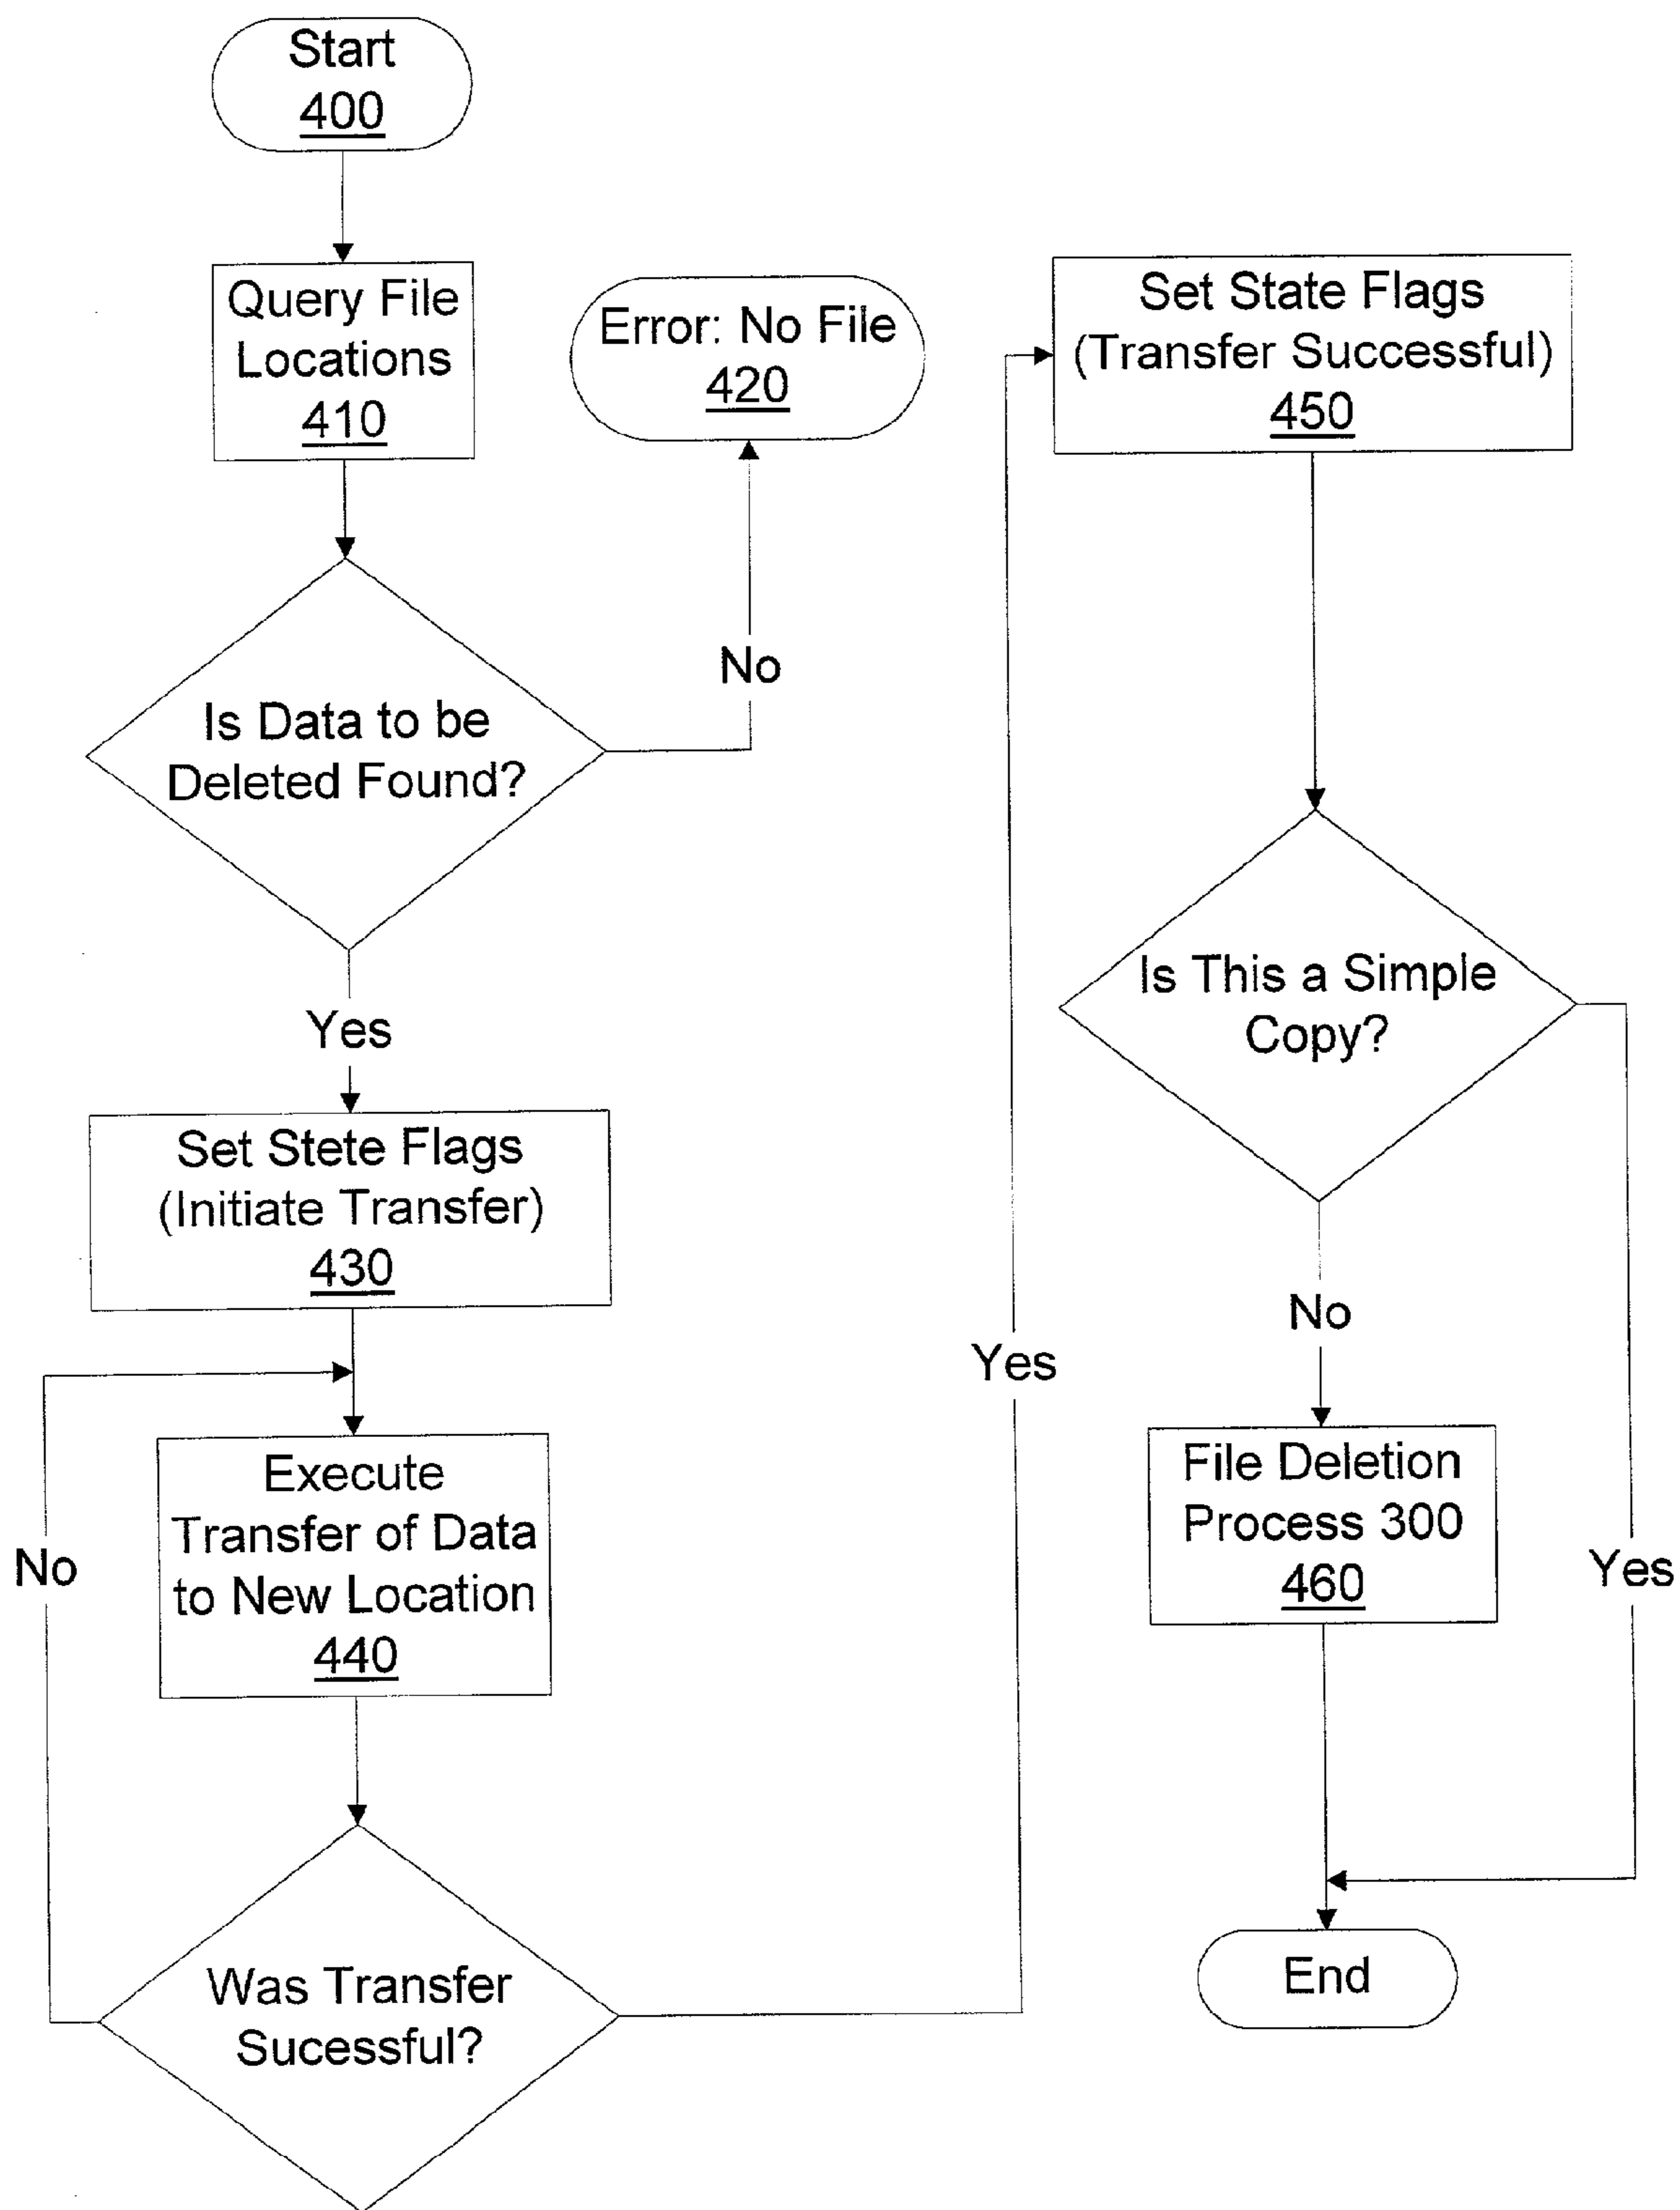 Start
400
Query File
Locations
410
Error: No File
420
Is Data to be
Deleted Found?
No
Yes
Set Stete Flags
(Initiate Transfer)
430
Execute
Transfer of Data
to New Location
440
No
Was Transfer
Sucessful?
Yes
Set State Flags
(Transfer Successful)
450
Is This a Simple
Copy?
No
File Deletion
Process 300
460
Yes
End